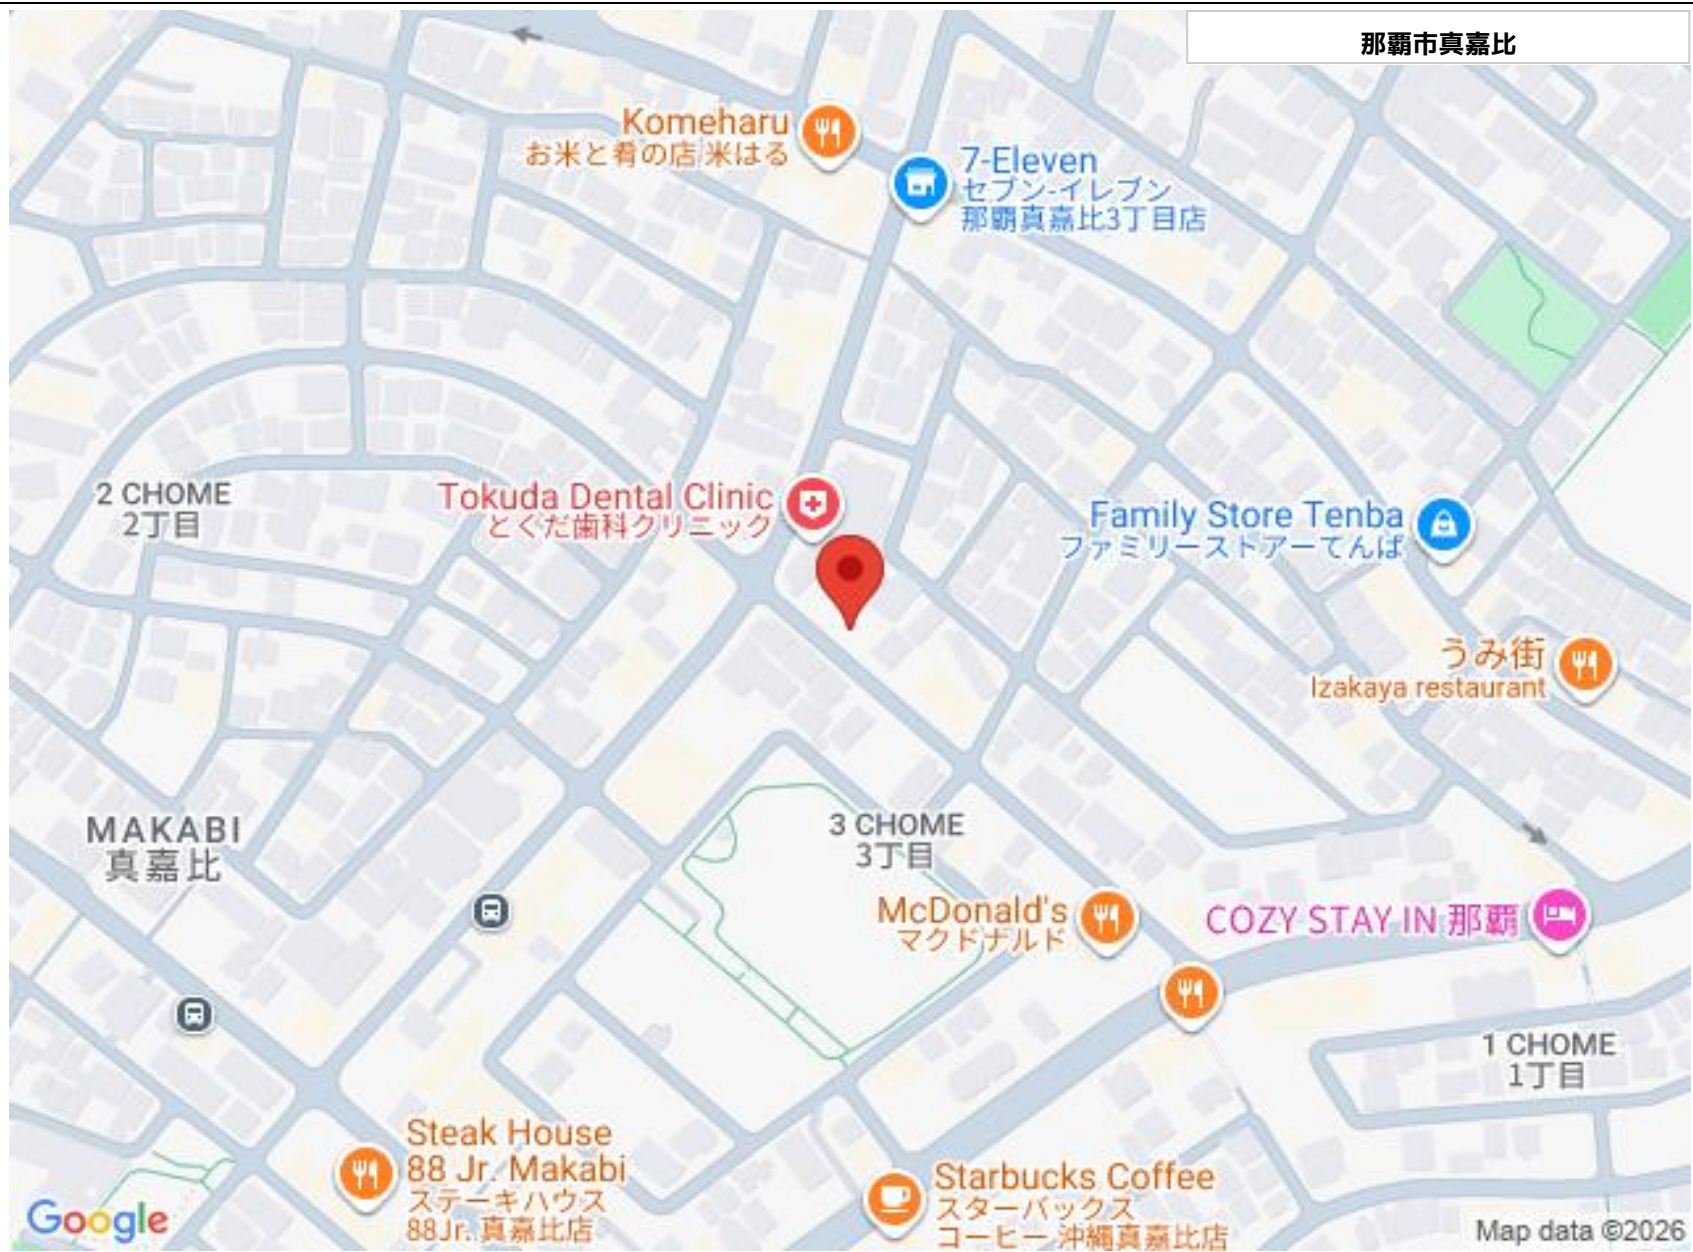 那覇市真嘉比
Komeharu
お米と肴の店 米はる
7-Eleven
セブン-イレブン
那覇真嘉比3丁目店
2 CHOME
2丁目
Tokuda Dental Clinic
とくだ歯科クリニック
Family Store Tenba
ファミリーストアーてんば
うみ街
Izakaya restaurant
MAKABI
真嘉比
3 CHOME
3丁目
McDonald's
マクドナルド
COZY STAY IN 那覇
1 CHOME
1丁目
Steak House
88 Jr. Makabi
ステーキハウス
88Jr. 真嘉比店
Starbucks Coffee
スターバックス
コーヒー 沖縄真嘉比店
Google
Map data ©2026